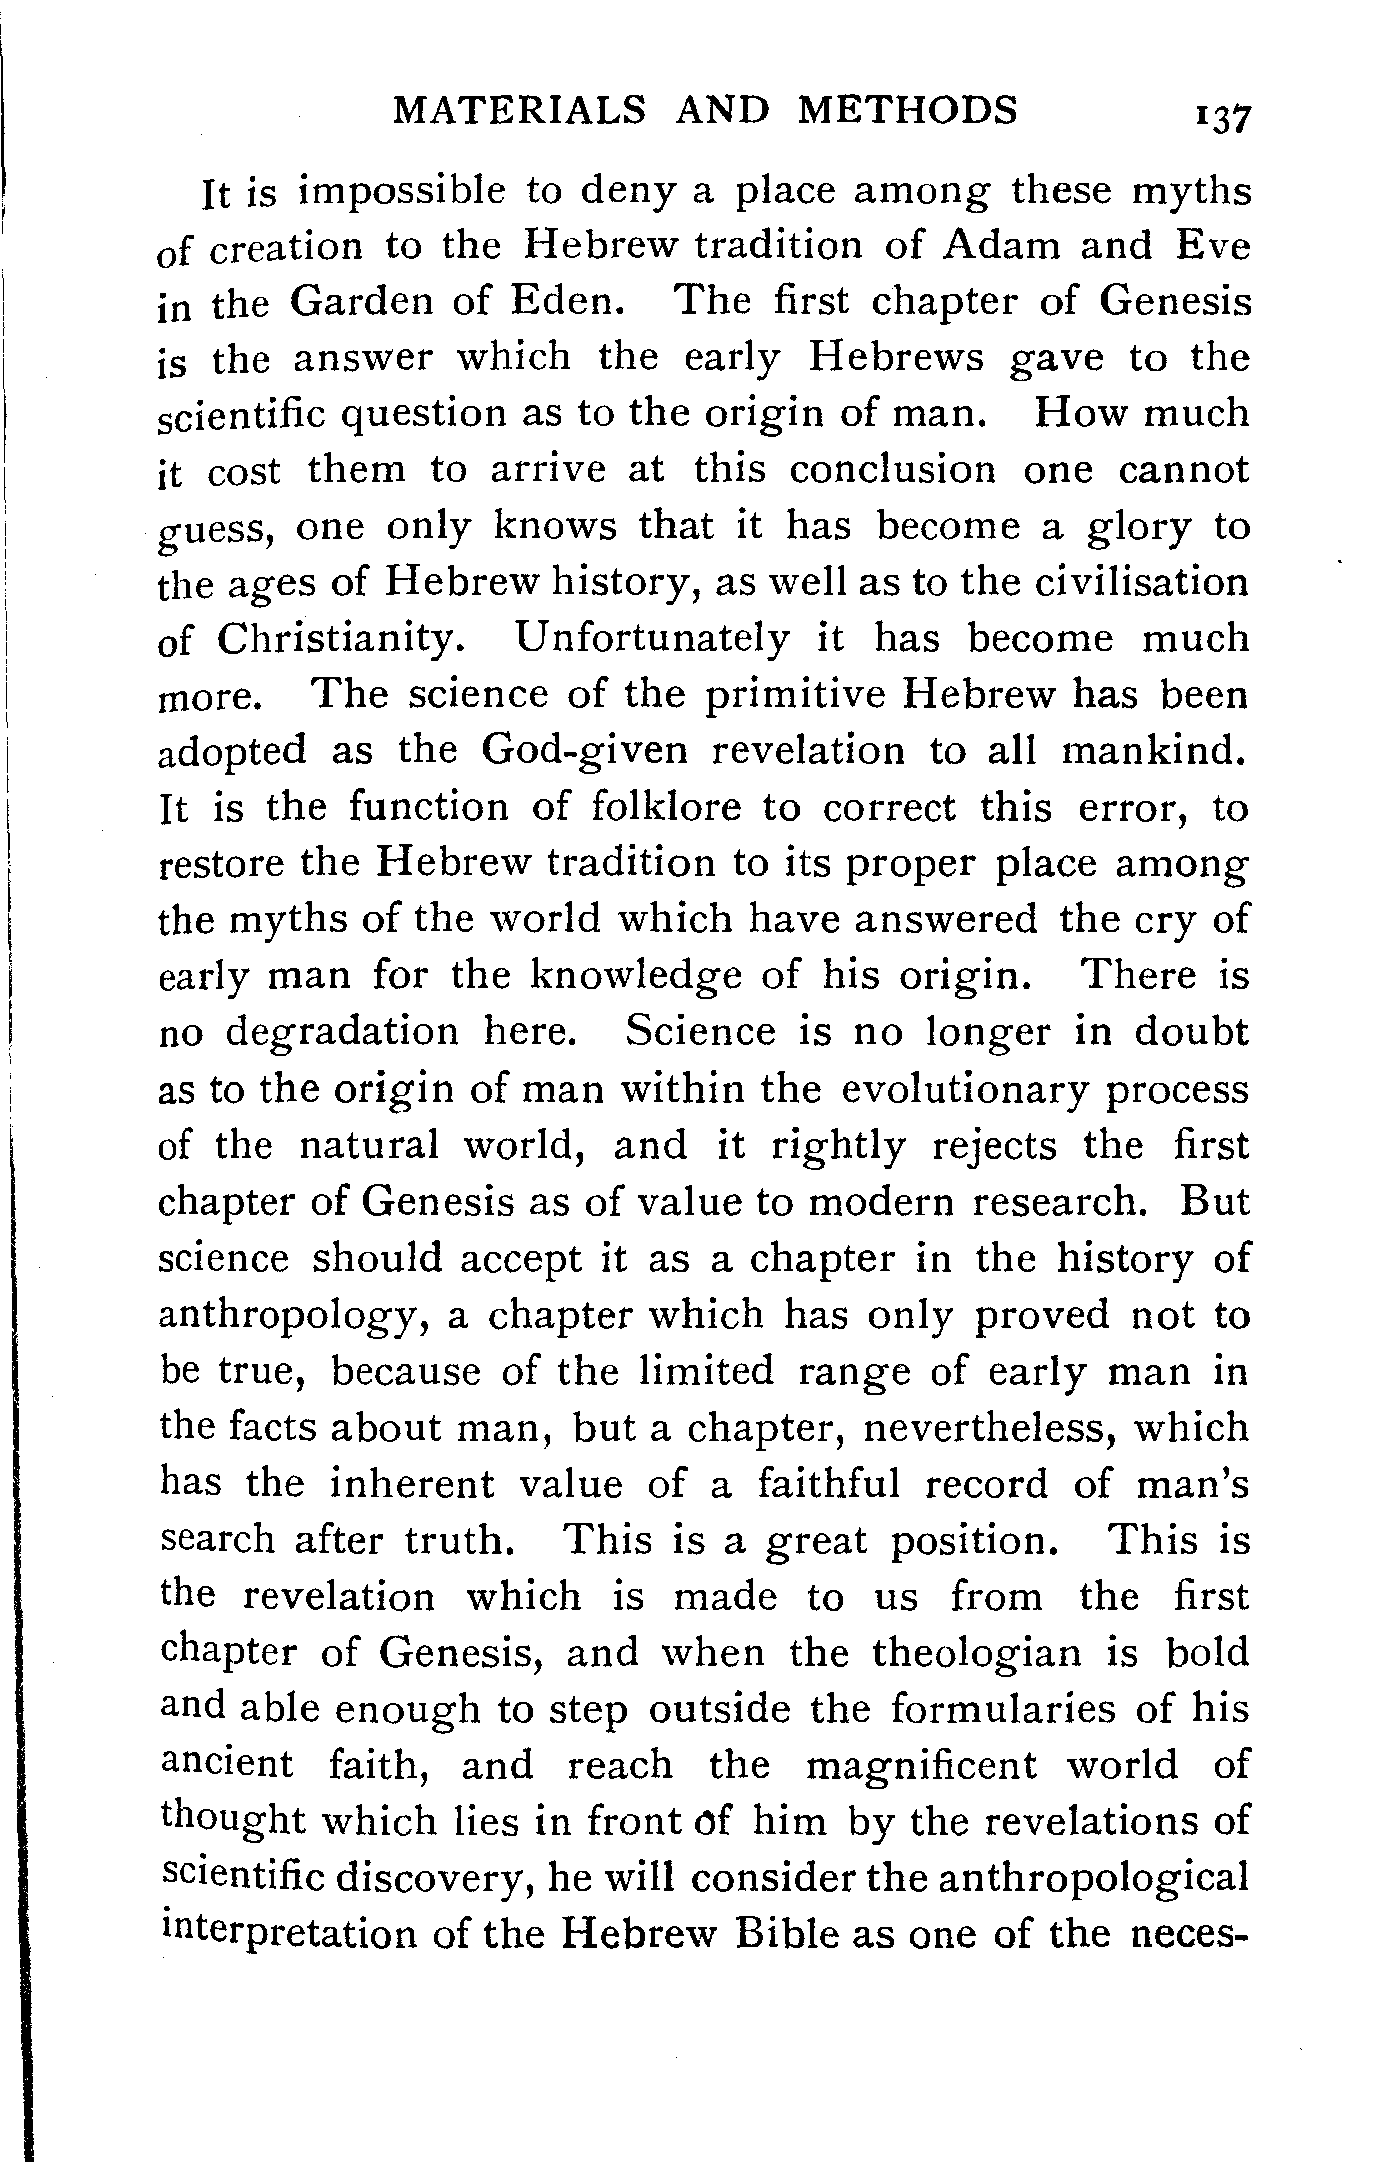 MATERIALS AND METHODS 137
It is impossible to deny a place among these myths
of creation to the Hebrew tradition of Adam and Eve
in the Garden of Eden. The first chapter of Genesis
is the answer which the early Hebrews gave to the
scientific question as to the origin of man. How much
it cost them to arrive at this conclusion one cannot
guess, one only knows that it has become a glory to
the ages of Hebrew history, as well as to the civilisation
of Christianity. Unfortunately it has become much
more. The science of the primitive Hebrew has been
adopted as the God-given revelation to all mankind.
It is the function of folklore to correct this error, to
restore the Hebrew tradition to its proper place among
the myths of the world which have answered the cry of
early man for the knowledge of his origin. There is
no degradation here. Science is no longer in doubt
as to the origin of man within the evolutionary process
of the natural world, and it rightly rejects the first
chapter of Genesis as of value to modern research. But
science should accept it as a chapter in the history of
anthropology, a chapter which has only proved not to
be true, because of the limited range of early man in
the facts about man, but a chapter, nevertheless, which
has the inherent value of a faithful record of man's
search after truth. This is a great position. This is
the revelation which is made to us from the first
chapter of Genesis, and when the theologian is bold
and able enough to step outside the formularies of his
ancient faith, and reach the magnificent world of
thought which lies in front of him by the revelations of
scientific discovery, he will consider the anthropological
interpretation of the Hebrew Bible as one of the neces-